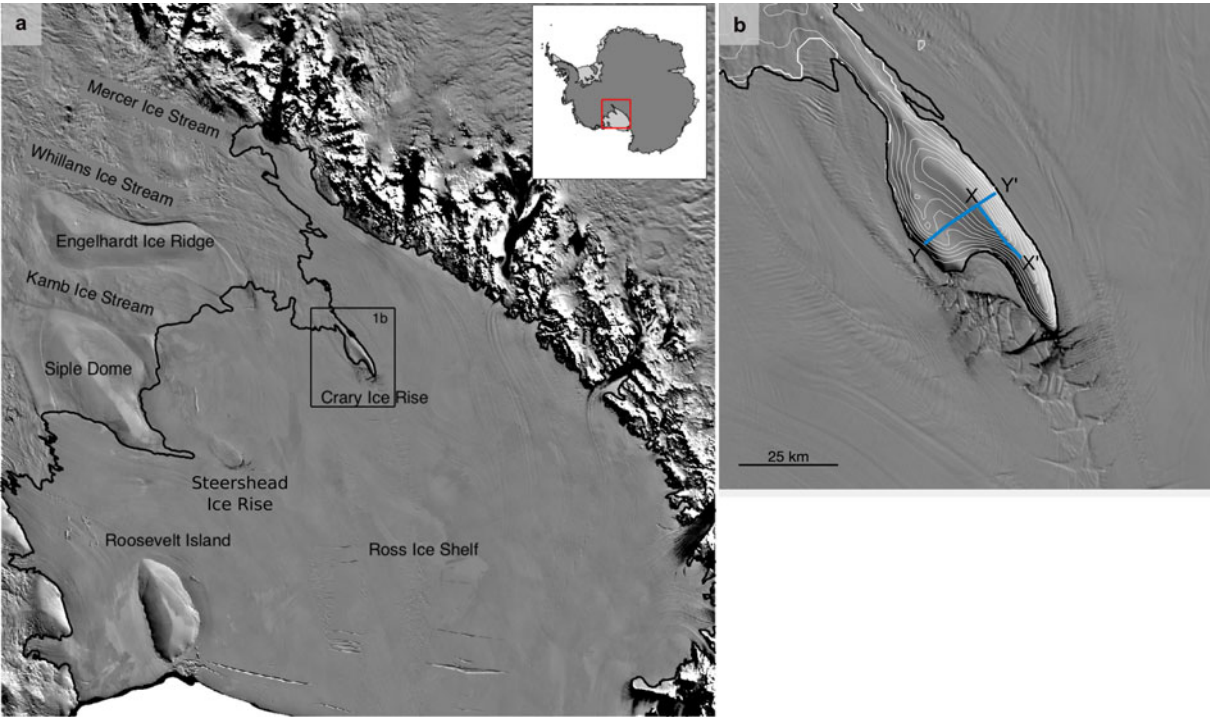 a
Mercer Ice Stream
Whillans Ice Stream
Engelhardt Ice Ridge
Kamb Ice Stream
1b
Siple Dome
Crary Ice Rise
Steershead
Ice Rise
Roosevelt Island
Ross Ice Shelf
b
X
Y'
Y
X'
25 km